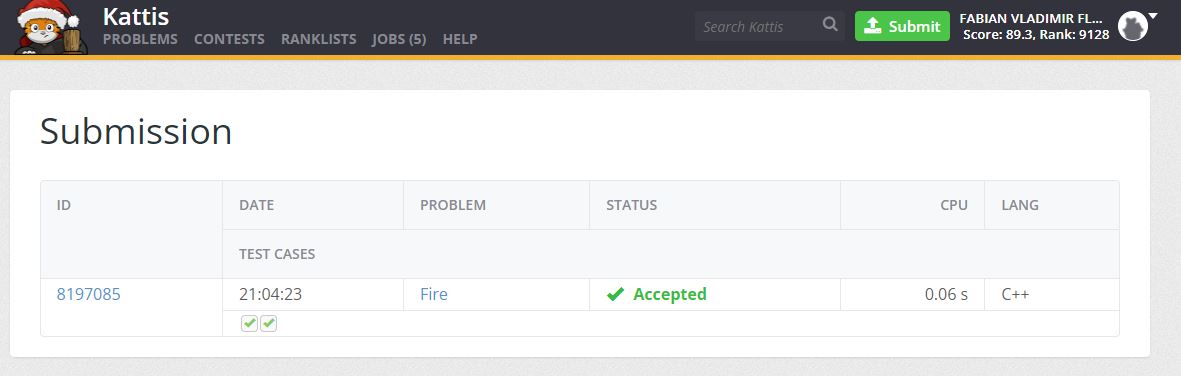 Kattis
PROBLEMS CONTESTS RANKLISTS JOBS (5) HELP
Search Kattis
Submit
FABIAN VLADIMIR FL...
Score: 89.3, Rank: 9128
Submission
ID DATE PROBLEM STATUS CPU LANG
TEST CASES
8197085 21:04:23 Fire Accepted 0.06 s C++